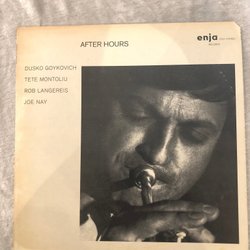 AFTER HOURS
enja
DUSKO GOYKOVICH
TETE MONTOLIU
ROB LANGEREIS
JOE NAY